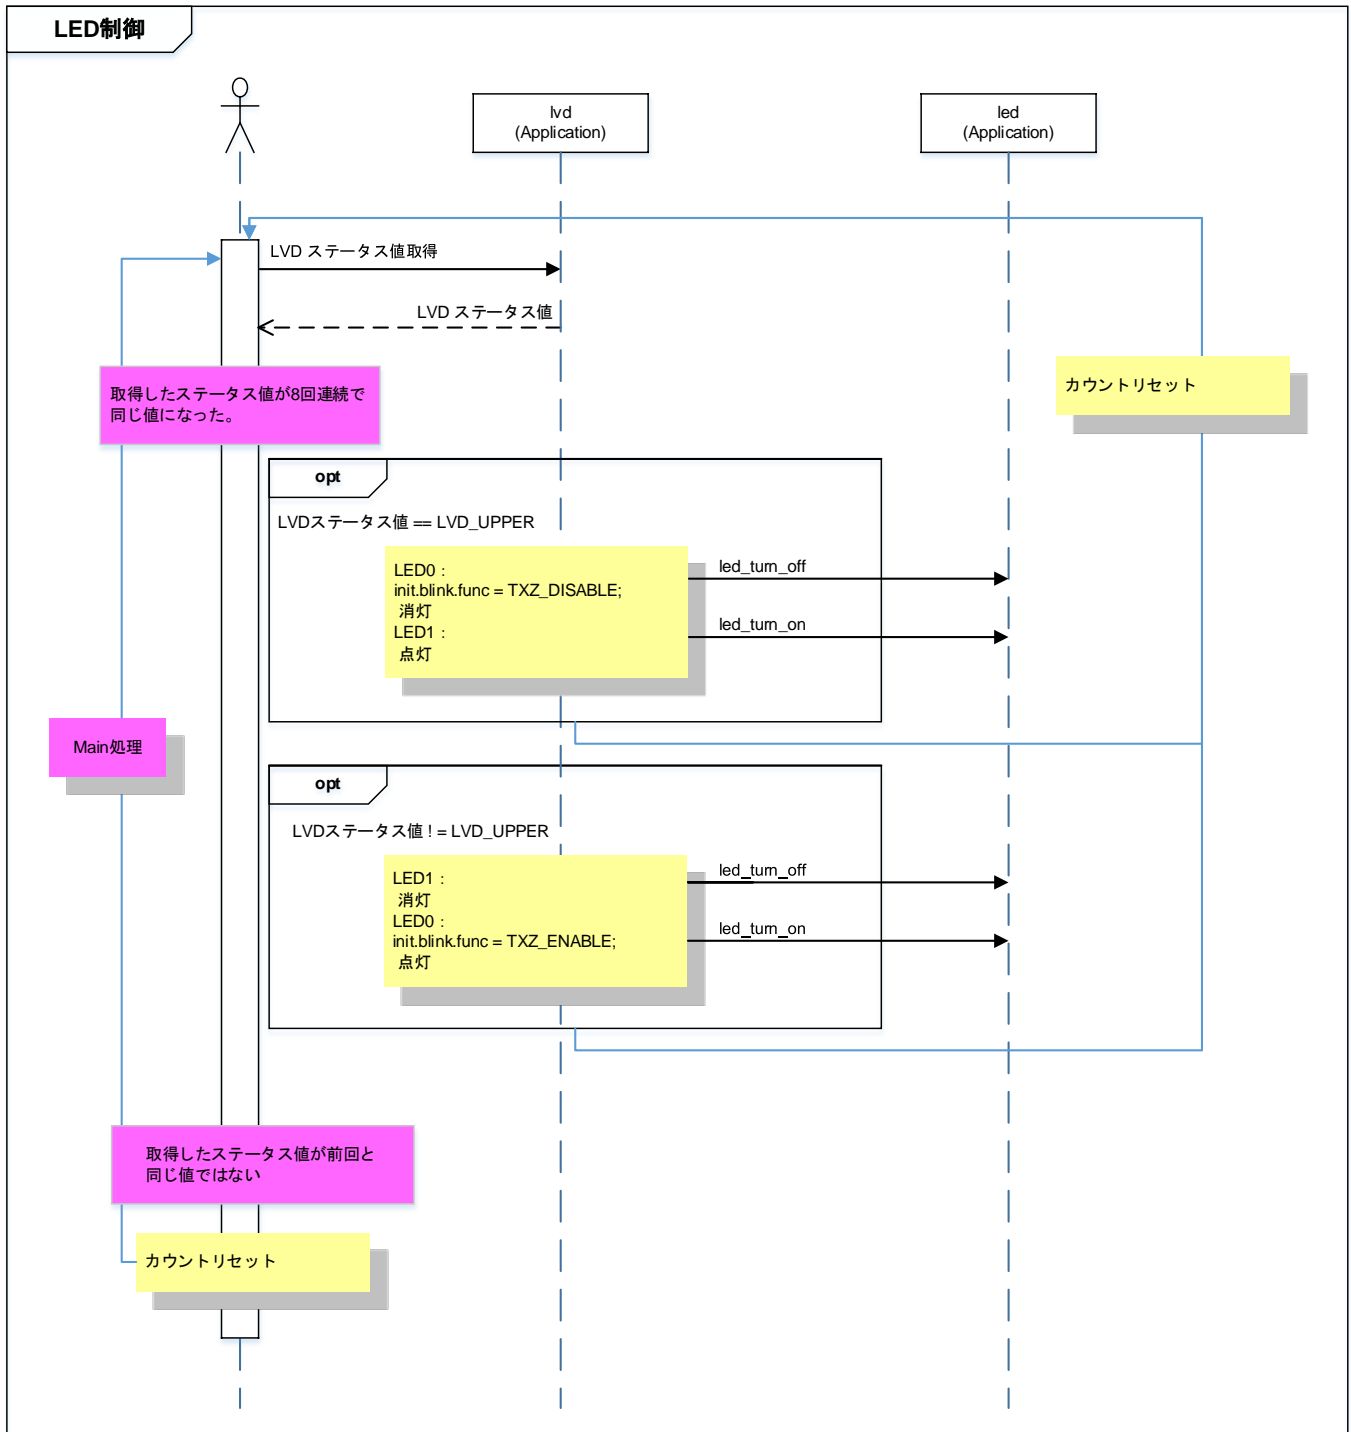 LED制御
lvd
(Application)
led
(Application)
LVD ステータス値取得
LVD ステータス値
取得したステータス値が8回連続で
同じ値になった。
カウントリセット
opt
LVDステータス値 == LVD_UPPER
LED0：
init.blink.func = TXZ_DISABLE;
消灯
LED1：
点灯
led_turn_off
led_turn_on
Main処理
opt
LVDステータス値 ! = LVD_UPPER
LED1：
消灯
LED0：
init.blink.func = TXZ_ENABLE;
点灯
led_turn_off
led_turn_on
取得したステータス値が前回と
同じ値ではない
カウントリセット